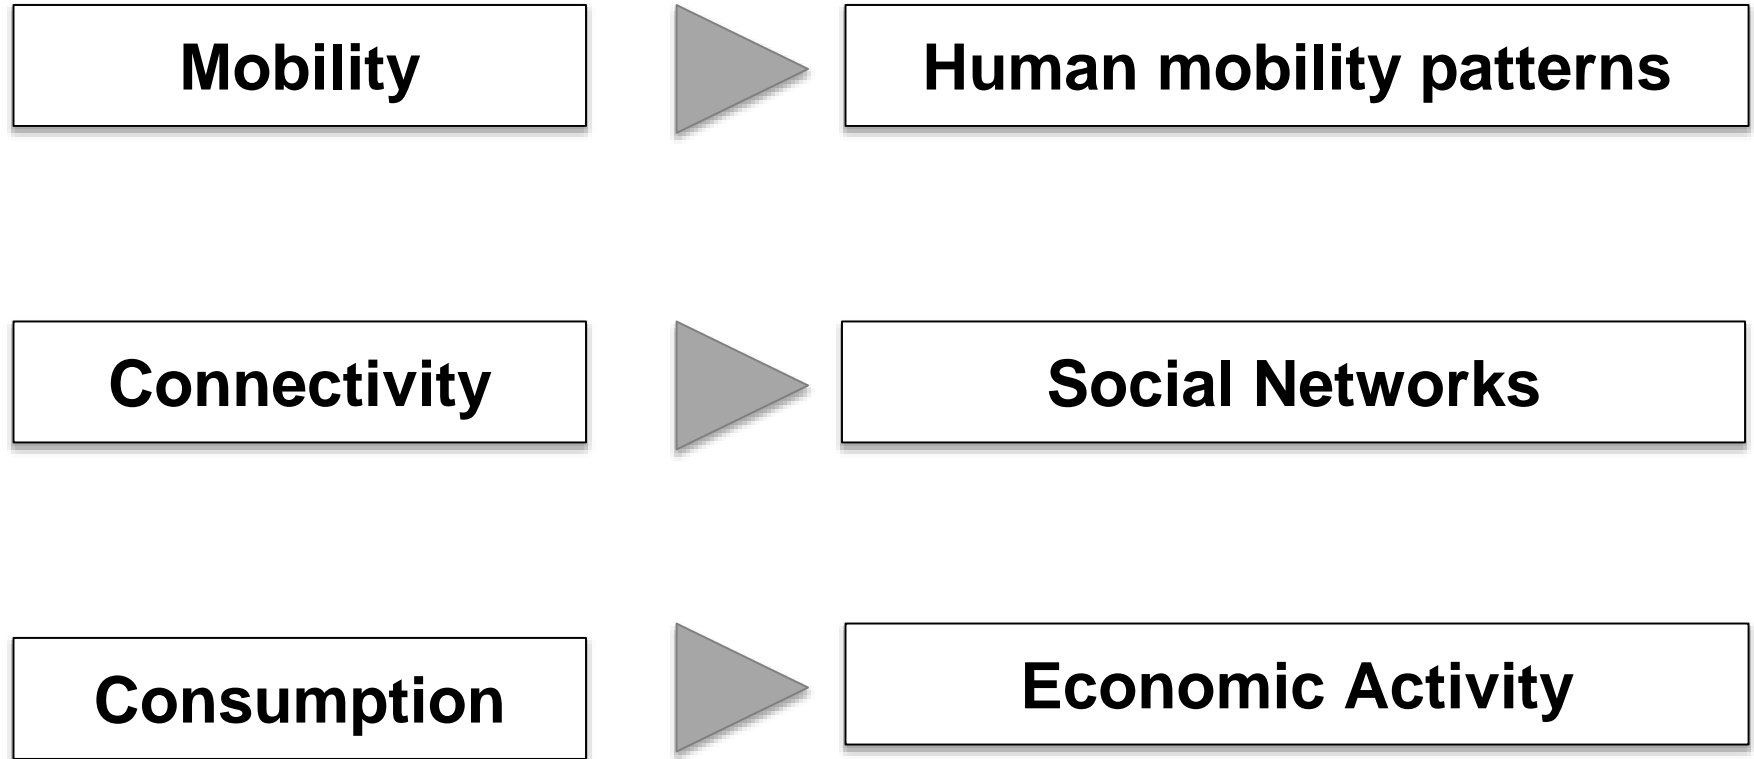 Mobility
Human mobility patterns
Connectivity
Social Networks
Consumption
Economic Activity